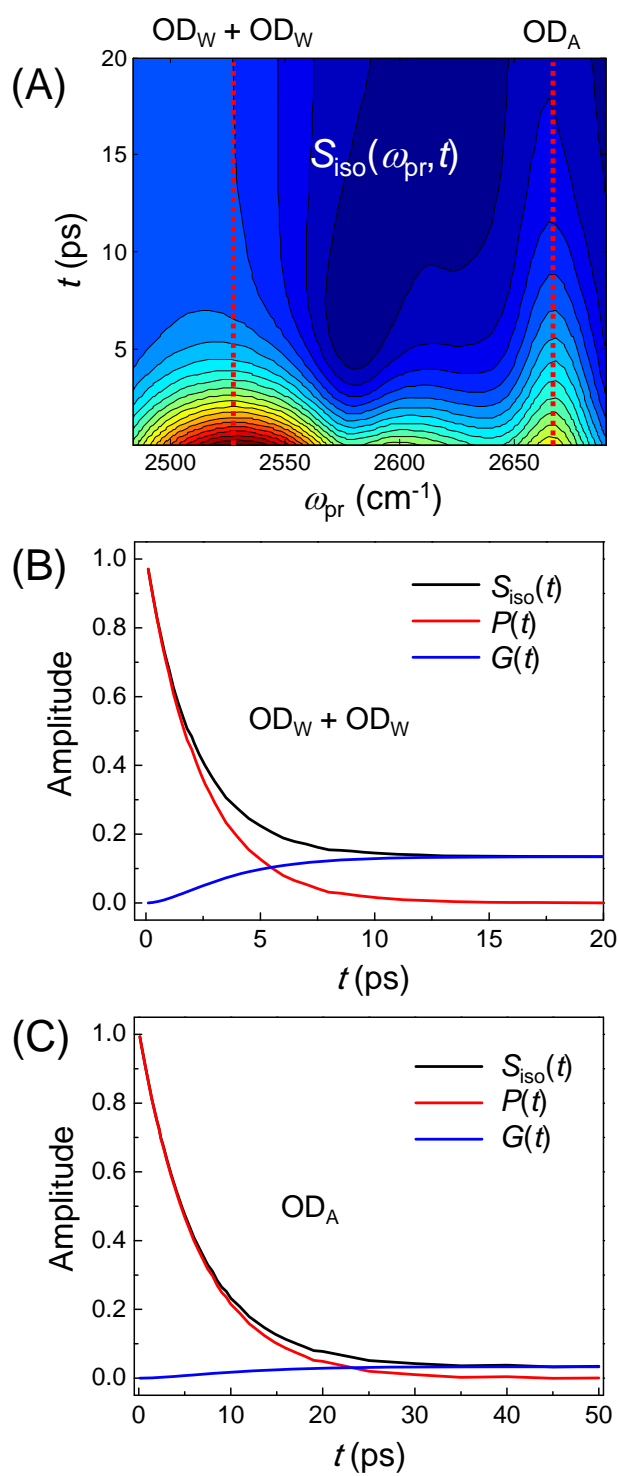 OD_W + OD_W OD_A
(A)
20
15
10
5
S_iso(ω_pr,t)
t (ps)
2500 2550 2600 2650
ω_pr (cm⁻¹)
(B)
1.0
0.8
0.6
0.4
0.2
0.0
Amplitude
S_iso(t)
P(t)
G(t)
OD_W + OD_W
0 5 10 15 20
t (ps)
(C)
1.0
0.8
0.6
0.4
0.2
0.0
Amplitude
S_iso(t)
P(t)
G(t)
OD_A
0 10 20 30 40 50
t (ps)